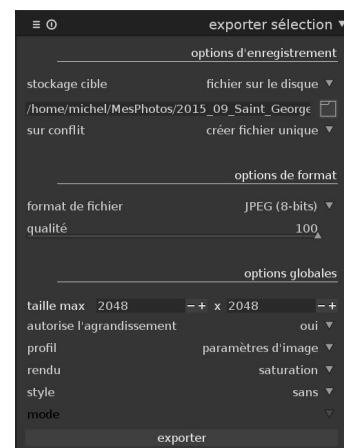 exporter sélection
options d'enregistrement
stockage cible fichier sur le disque
/home/michel/MesPhotos/2015_09_Saint_George
sur conflit créer fichier unique
options de format
format de fichier JPEG (8-bits)
qualité 100
options globales
taille max 2048 −+ x 2048 −+
autorise l'agrandissement oui
profil paramètres d'image
rendu saturation
style sans
mode
exporter